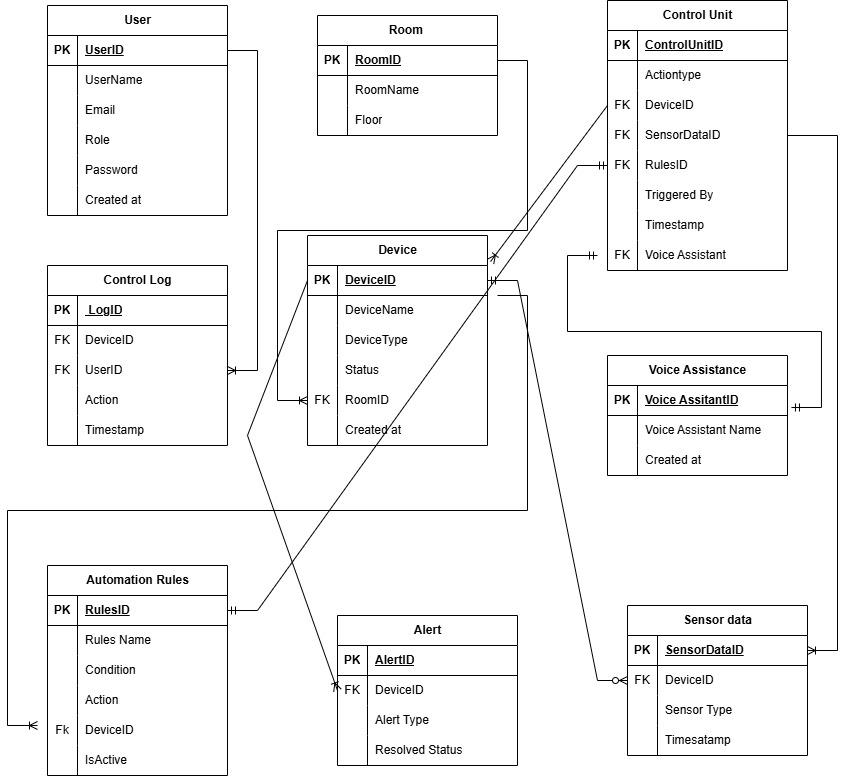 User
PK UserID
UserName
Email
Role
Password
Created at
Room
PK RoomID
RoomName
Floor
Control Unit
PK ControlUnitID
Actiontype
FK DeviceID
FK SensorDataID
FK RulesID
Triggered By
Timestamp
FK Voice Assistant
Control Log
PK LogID
FK DeviceID
FK UserID
Action
Timestamp
Device
PK DeviceID
DeviceName
DeviceType
Status
FK RoomID
Created at
Voice Assistance
PK Voice AssitantID
Voice Assistant Name
Created at
Automation Rules
PK RulesID
Rules Name
Condition
Action
Fk DeviceID
IsActive
Alert
PK AlertID
FK DeviceID
Alert Type
Resolved Status
Sensor data
PK SensorDataID
FK DeviceID
Sensor Type
Timesatamp